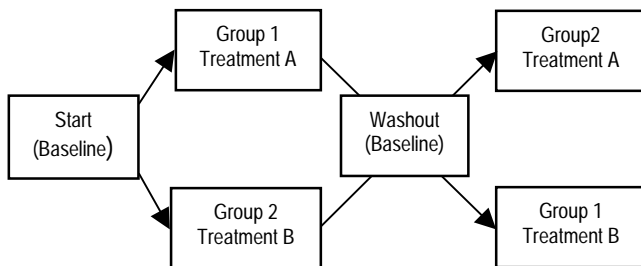 Group 1
Treatment A
Group2
Treatment A
Start
(Baseline)
Washout
(Baseline)
Group 2
Treatment B
Group 1
Treatment B